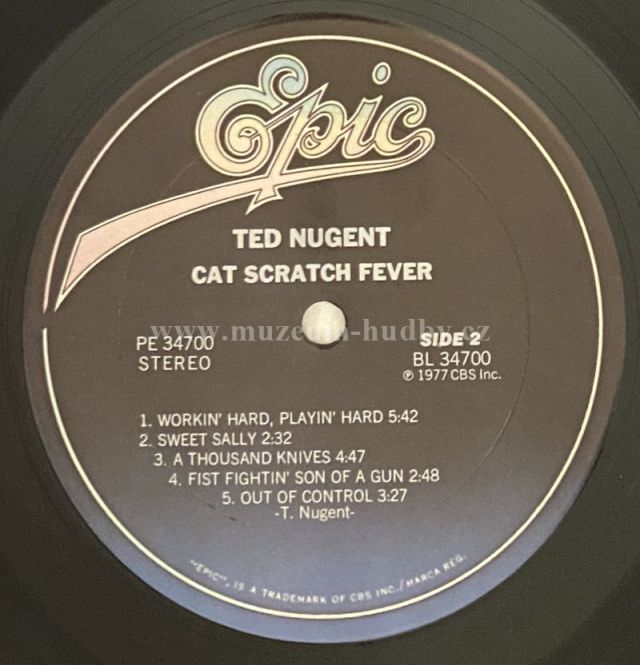 Epic
TED NUGENT
CAT SCRATCH FEVER
www.muzeum-hudby.cz
PE 34700
STEREO
SIDE 2
BL 34700
℗ 1977 CBS Inc.
1. WORKIN' HARD, PLAYIN' HARD 5:42
2. SWEET SALLY 2:32
3. A THOUSAND KNIVES 4:47
4. FIST FIGHTIN' SON OF A GUN 2:48
5. OUT OF CONTROL 3:27
-T. Nugent-
"EPIC", IS A TRADEMARK OF CBS INC./MARCA REG.